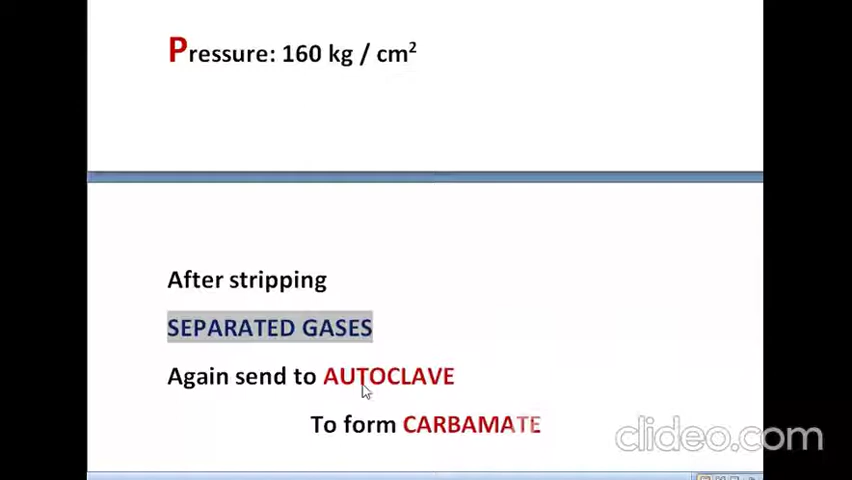 Pressure: 160 kg / cm²
After stripping
SEPARATED GASES
Again send to AUTOCLAVE
To form CARBAMATE
clideo.com